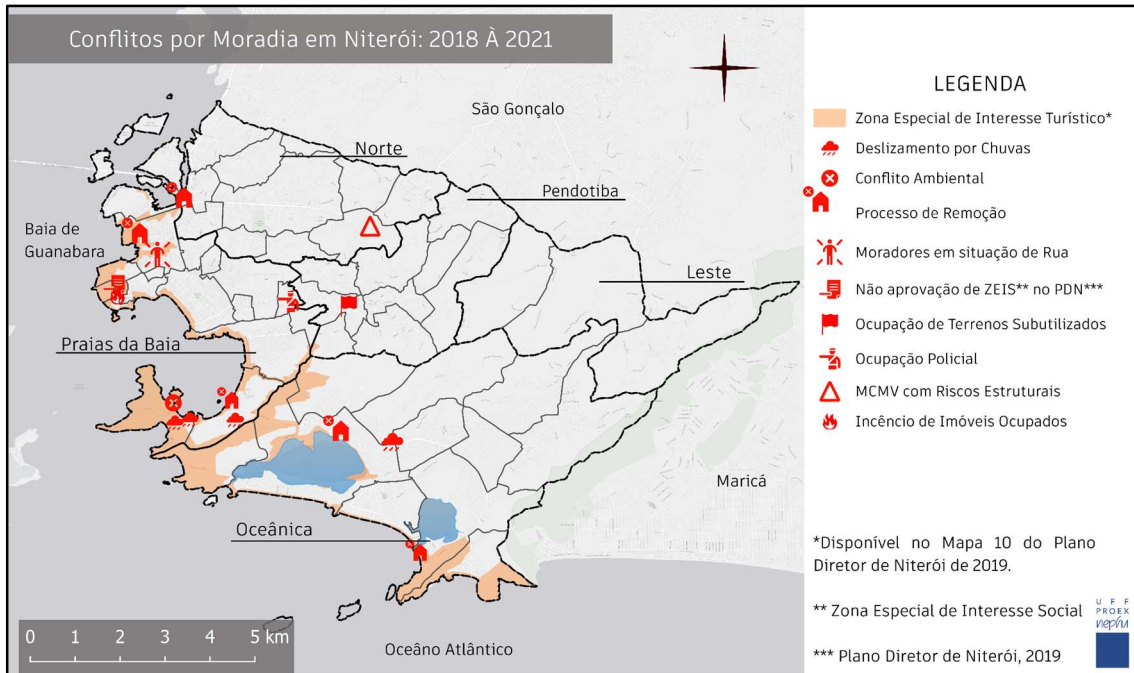 Conflitos por Moradia em Niterói: 2018 À 2021
São Gonçalo
Norte
Pendotiba
Baia de
Guanabara
Leste
Praias da Baia
Maricá
Oceânica
0 1 2 3 4 5 km
Oceâno Atlântico
LEGENDA
Zona Especial de Interesse Turístico*
Deslizamento por Chuvas
Conflito Ambiental
Processo de Remoção
Moradores em situação de Rua
Não aprovação de ZEIS** no PDN***
Ocupação de Terrenos Subutilizados
Ocupação Policial
MCMV com Riscos Estruturais
Incêncio de Imóveis Ocupados
*Disponível no Mapa 10 do Plano
Diretor de Niterói de 2019.
** Zona Especial de Interesse Social
*** Plano Diretor de Niterói, 2019
UFF
PROEX
nephu